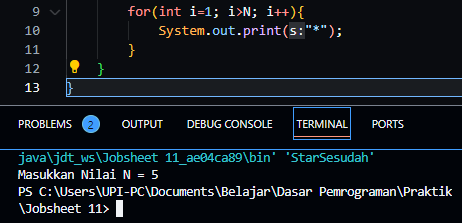 9 for(int i=1; i>N; i++){
10 System.out.print(s:"*");
11 }
12 }
13 }
PROBLEMS 2 OUTPUT DEBUG CONSOLE TERMINAL PORTS
java\jdt_ws\Jobsheet 11_ae04ca89\bin' 'StarSesudah'
Masukkan Nilai N = 5
PS C:\Users\UPI-PC\Documents\Belajar\Dasar Pemrograman\Praktik
\Jobsheet 11>